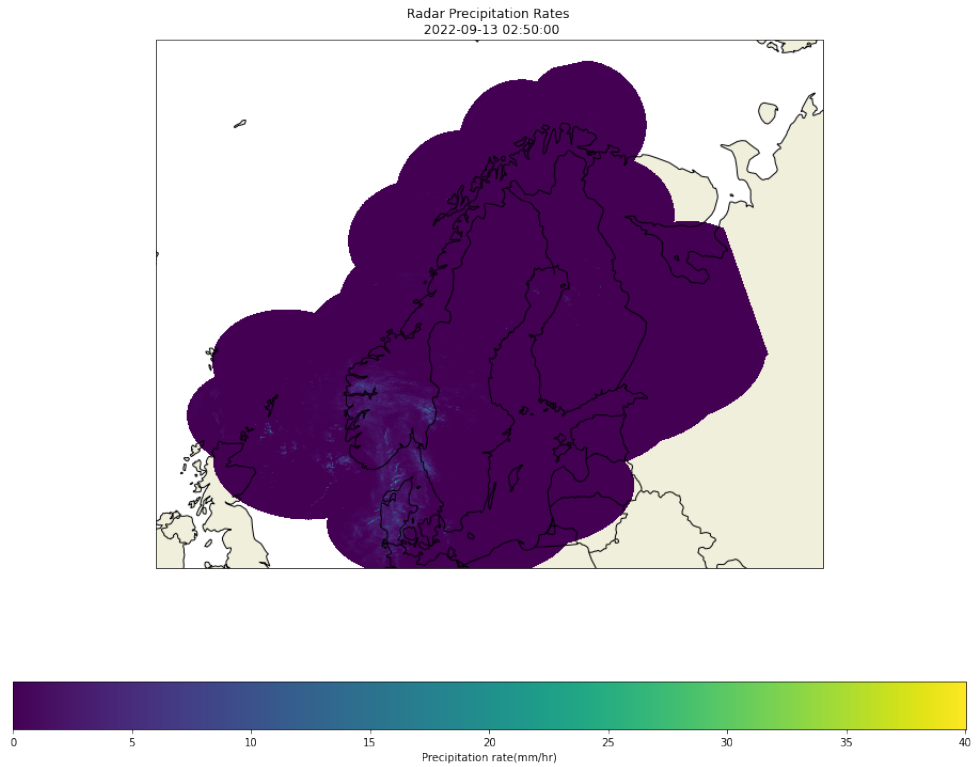 Radar Precipitation Rates
2022-09-13 02:50:00
0 5 10 15 20 25 30 35 40
Precipitation rate(mm/hr)